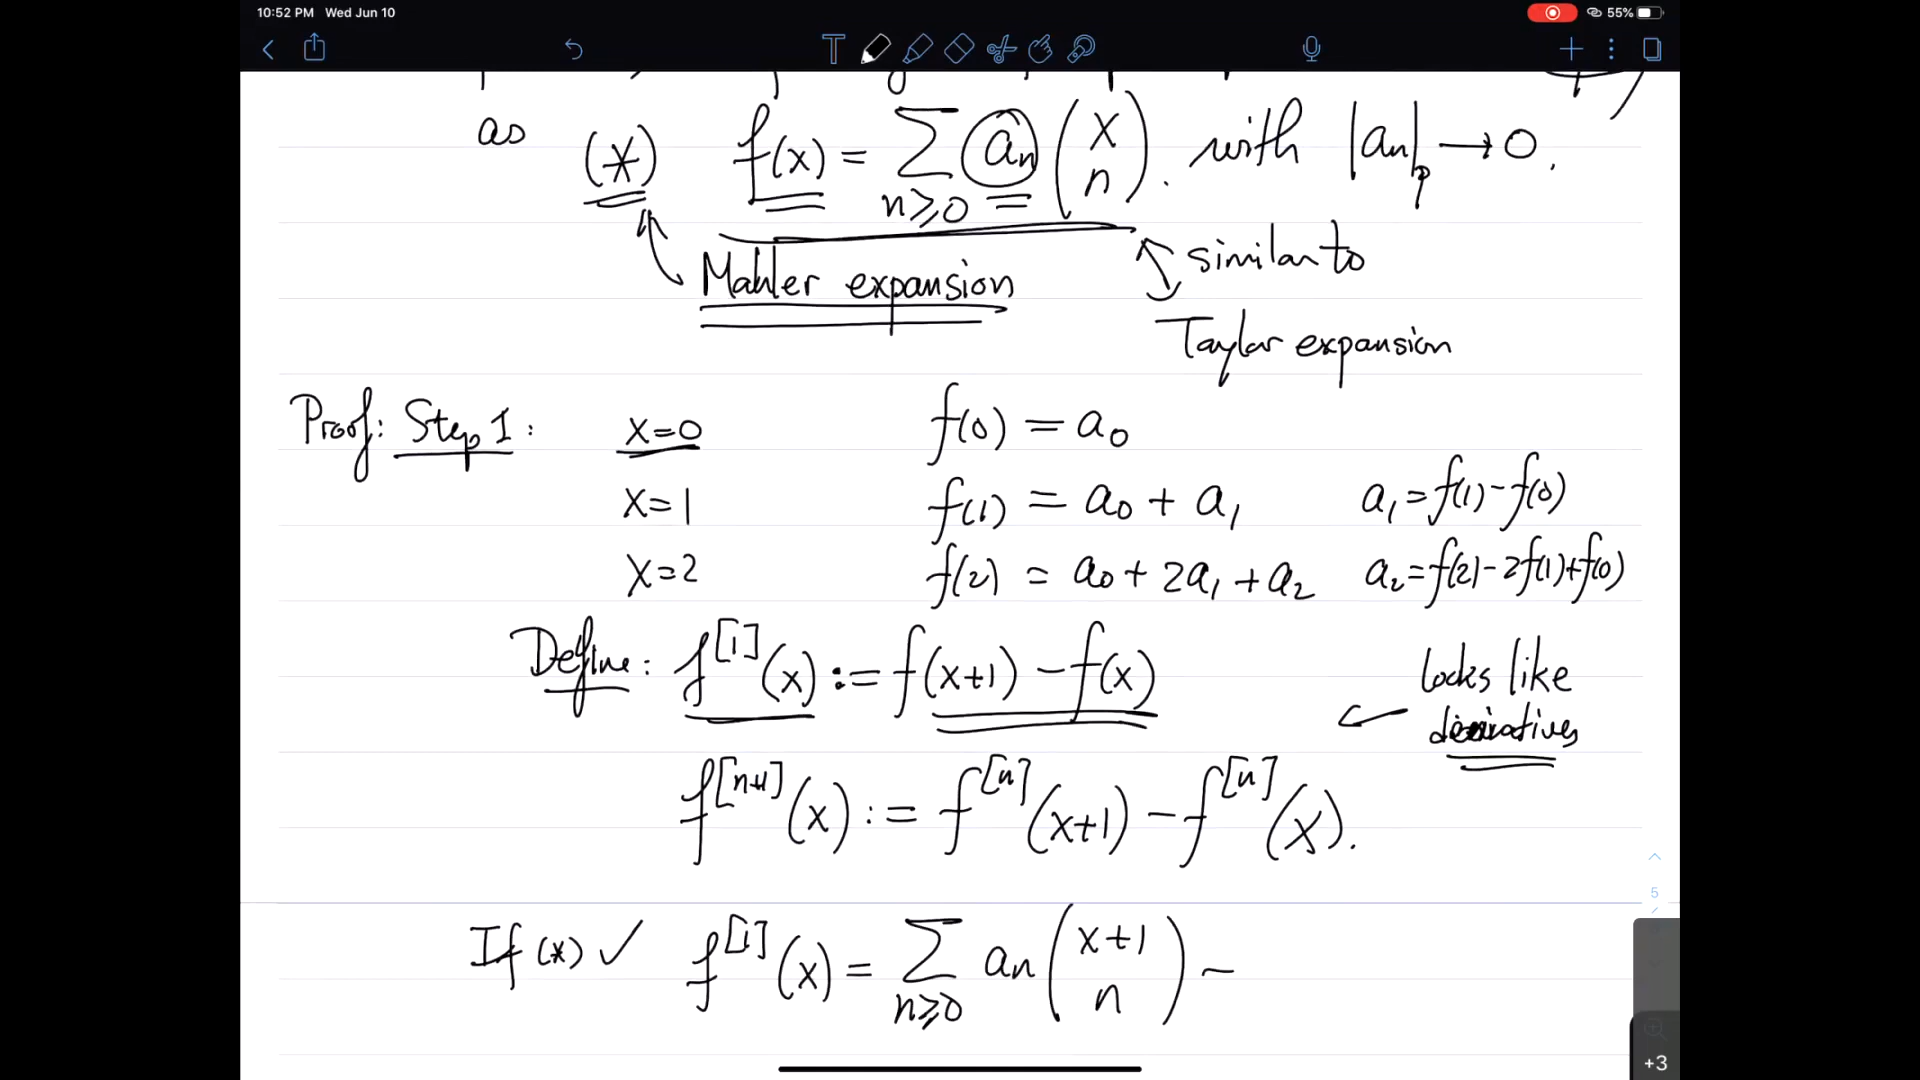 10:52 PM Wed Jun 10
55%
T
as (*) f(x) = ∑_{n≥0} a_n (x n). with |a_n|_p → 0.
Mahler expansion
similar to
Taylor expansion
Proof: Step 1: x=0 f(0) = a_0
x=1 f(1) = a_0 + a_1 a_1 = f(1) - f(0)
x=2 f(2) = a_0 + 2a_1 + a_2 a_2 = f(2) - 2f(1) + f(0)
Define: f^{[1]}(x) := f(x+1) - f(x) looks like
derivatives
f^{[n+1]}(x) := f^{[n]}(x+1) - f^{[n]}(x).
If (*) ✓ f^{[1]}(x) = ∑_{n≥0} a_n (x+1 n) -
5
+3